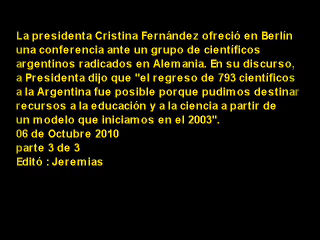 La presidenta Cristina Fernández ofreció en Berlín
una conferencia ante un grupo de científicos
argentinos radicados en Alemania. En su discurso,
a Presidenta dijo que "el regreso de 793 científicos
a la Argentina fue posible porque pudimos destinar
recursos a la educación y a la ciencia a partir de
un modelo que iniciamos en el 2003".
06 de Octubre 2010
parte 3 de 3
Editó : Jeremias